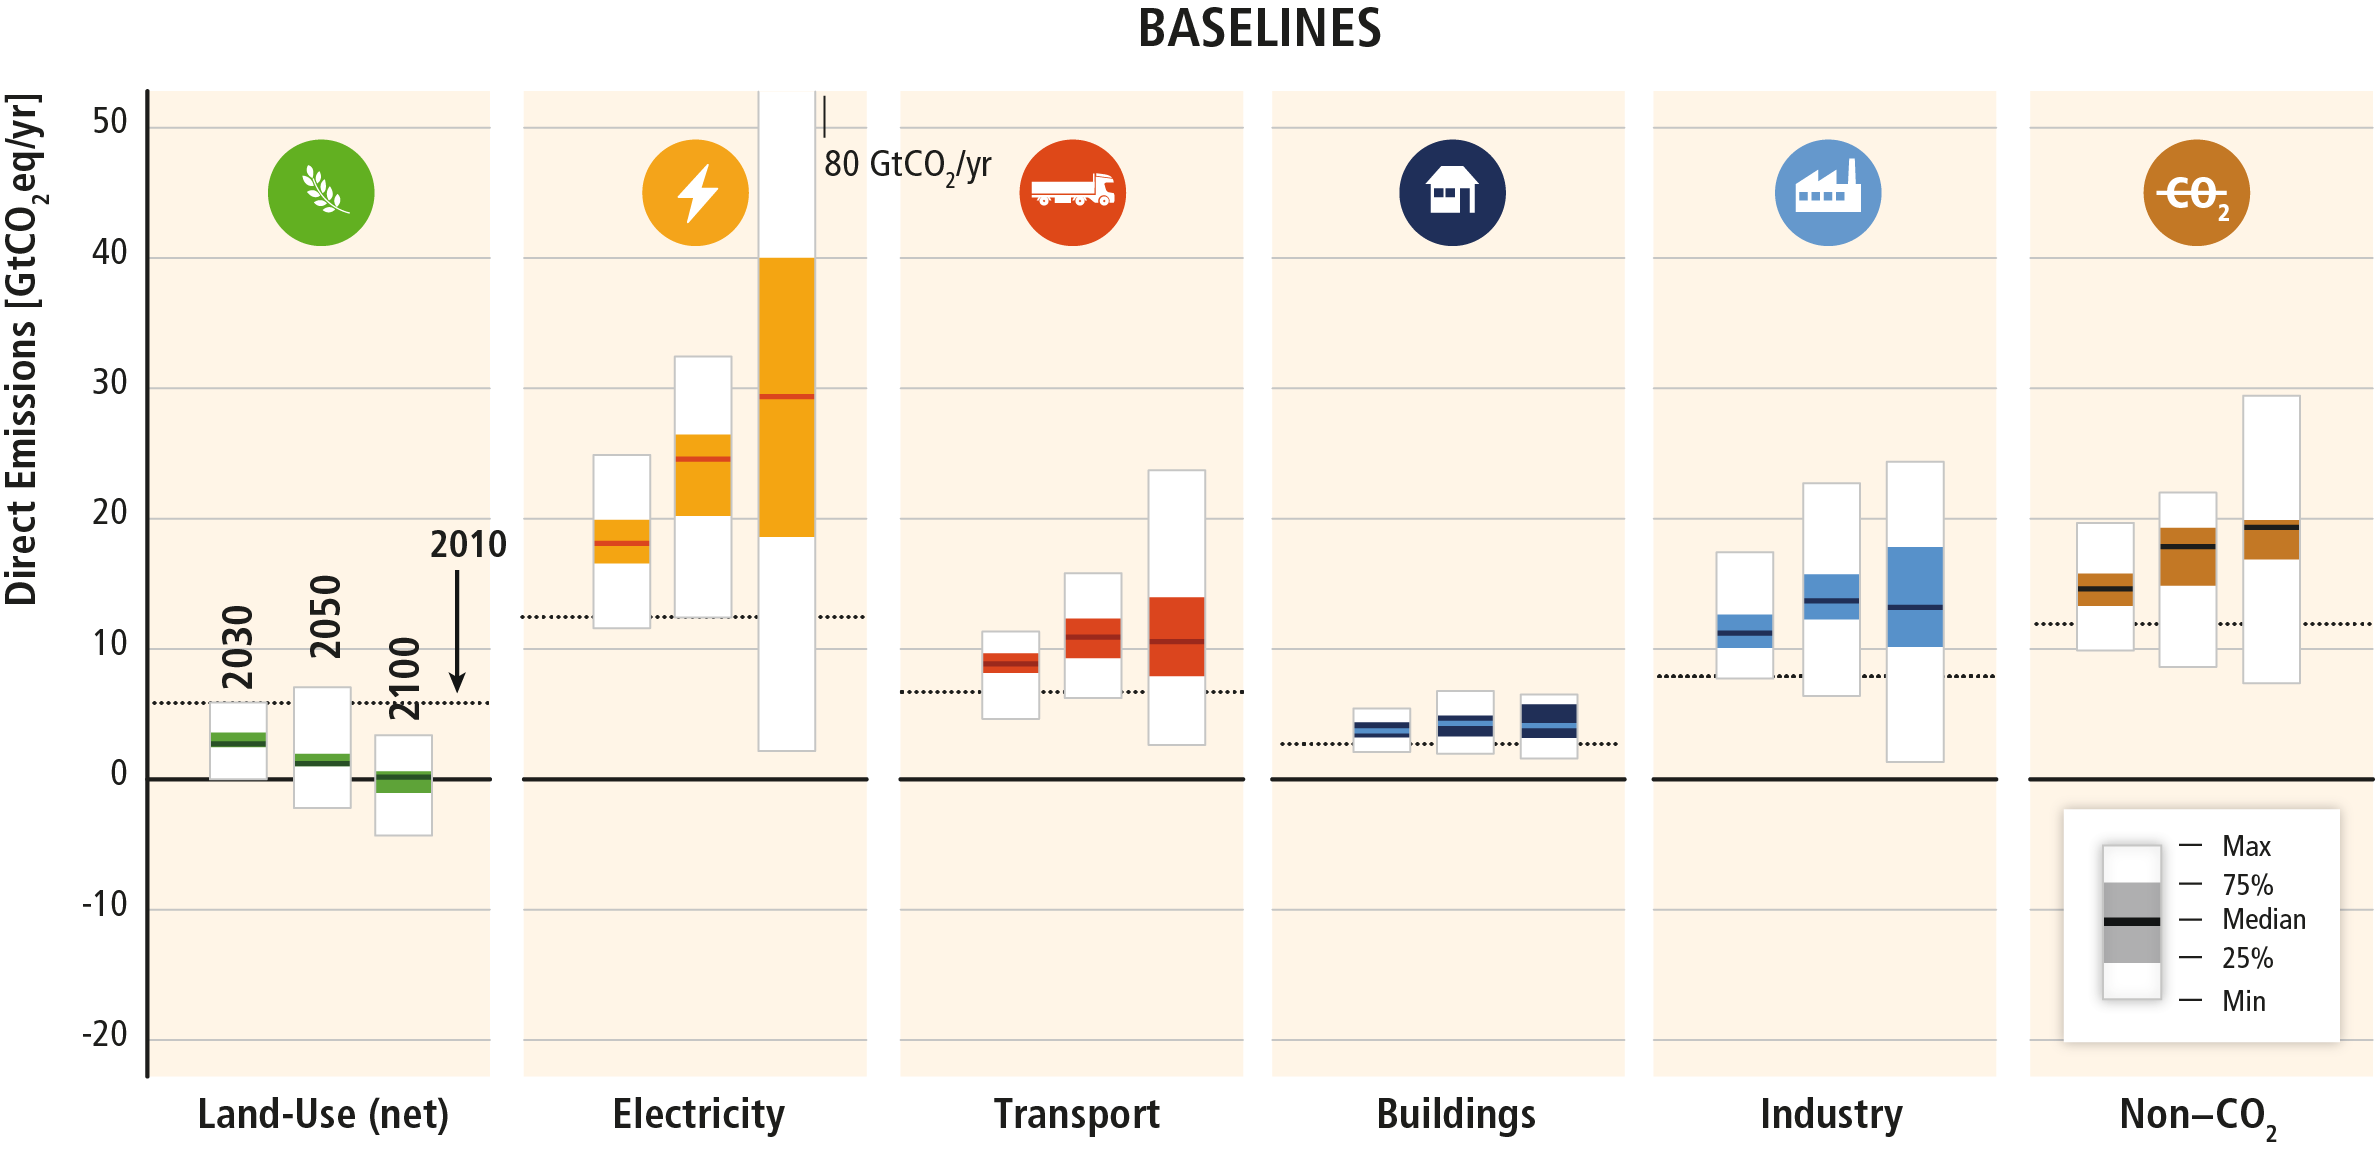 BASELINES
Direct Emissions [GtCO2eq/yr]
50
40
30
20
10
0
-10
-20
80 GtCO2/yr
CO2
2010
2030
2050
2100
Max
75%
Median
25%
Min
Land-Use (net)
Electricity
Transport
Buildings
Industry
Non–CO2